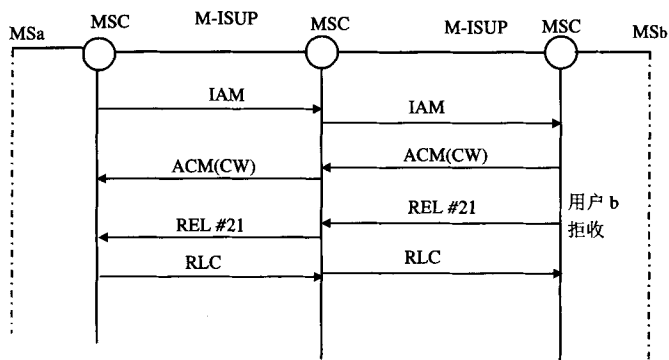 MSa
MSC
M-ISUP
MSC
M-ISUP
MSC
MSb
IAM
IAM
ACM(CW)
ACM(CW)
REL #21
用户 b
拒收
REL #21
RLC
RLC